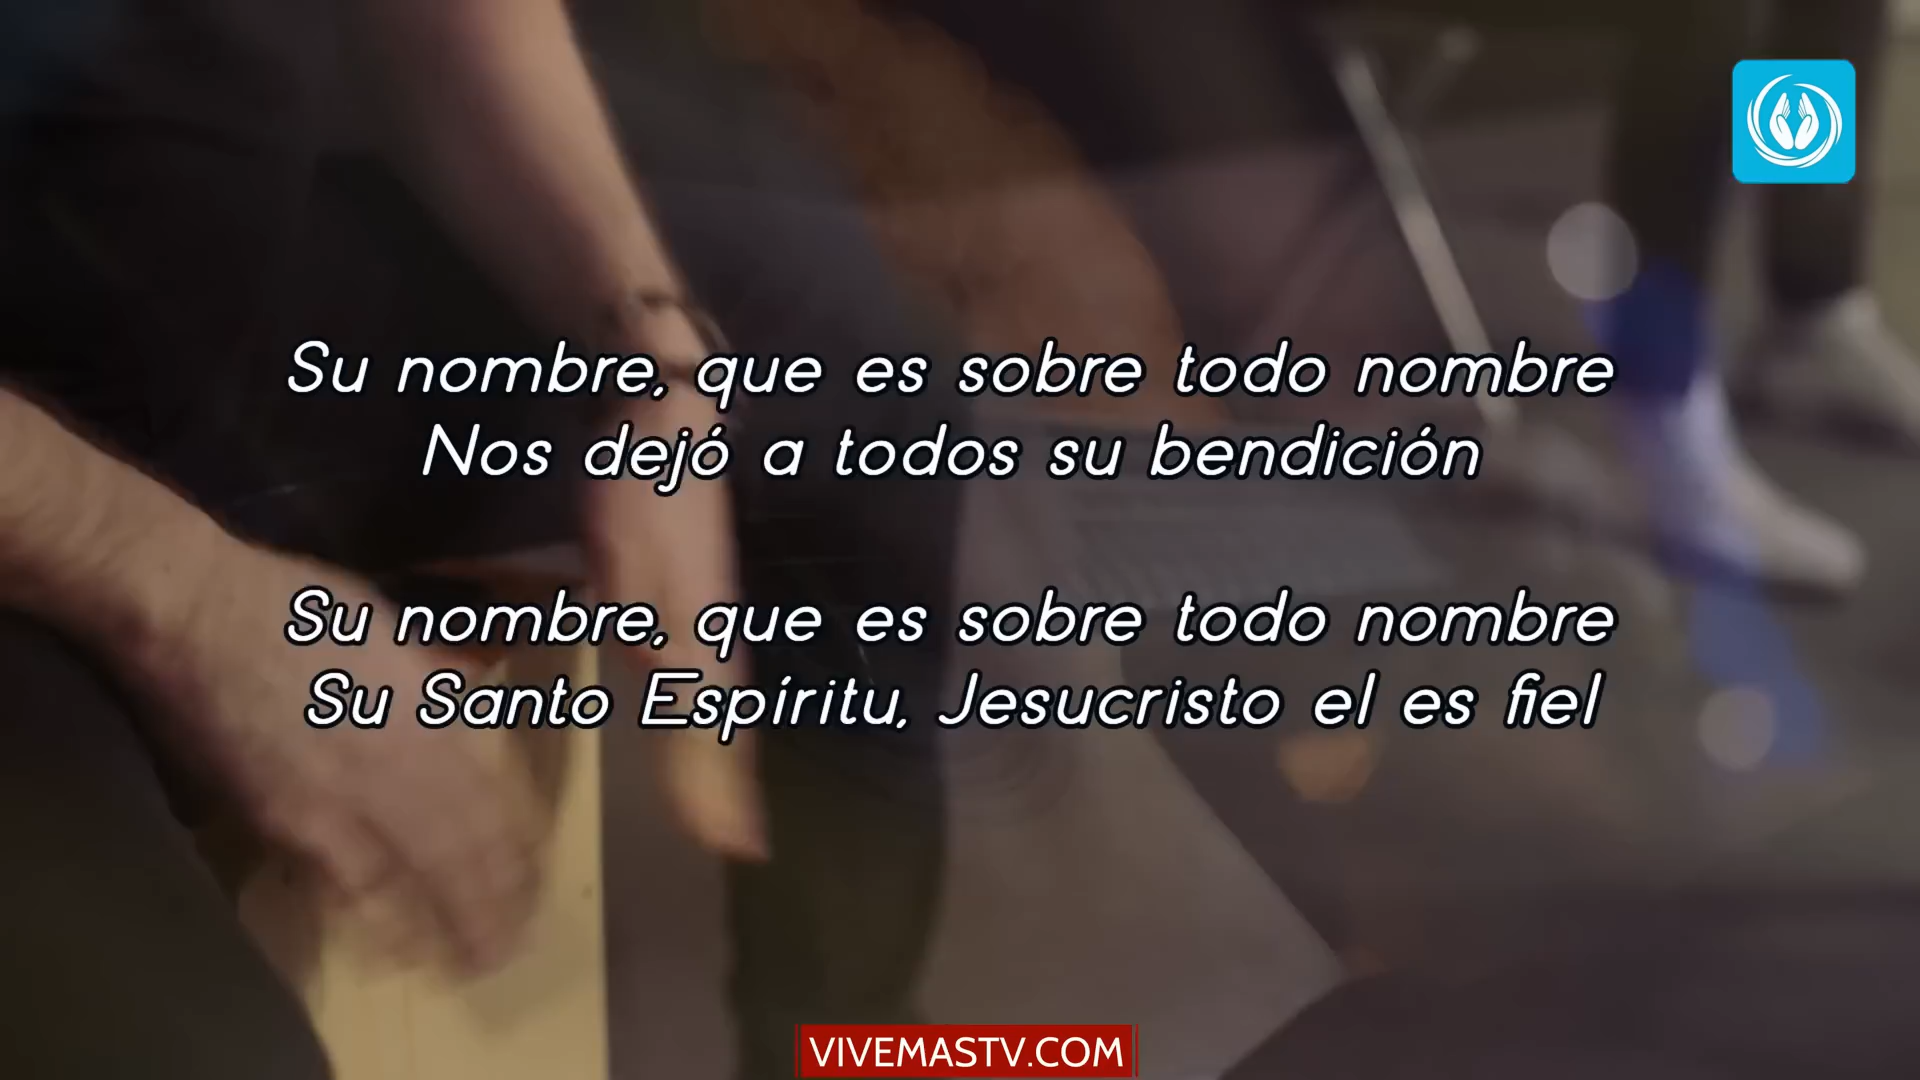 Su nombre, que es sobre todo nombre
Nos dejó a todos su bendición
Su nombre, que es sobre todo nombre
Su Santo Espíritu, Jesucristo el es fiel
VIVEMASTV.COM